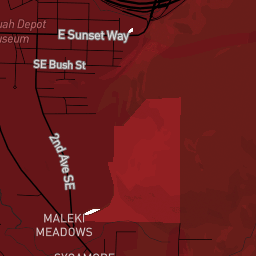 uah Depot
useum
E Sunset Way
SE Bush St
2nd Ave SE
MALEKI
MEADOWS
SYCAMORE